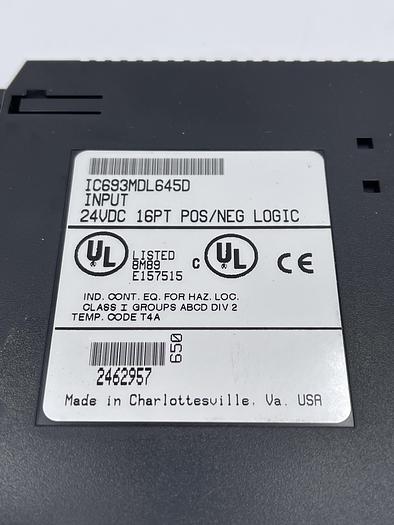 IC693MDL645D
INPUT
24VDC 16PT POS/NEG LOGIC
UL LISTED C UL CE
8M89
E157515
IND. CONT. EQ. FOR HAZ. LOC.
CLASS I GROUPS ABCD DIV 2
TEMP. CODE T4A
650
2462957
Made in Charlottesville, Va. USA